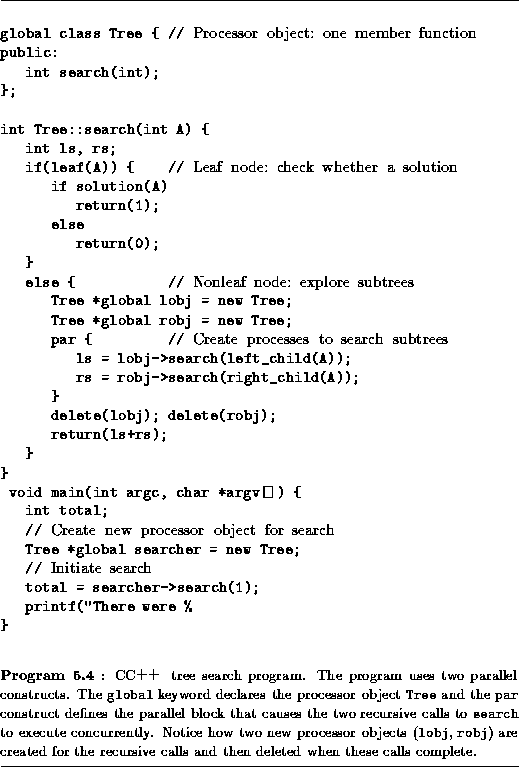 global class Tree { // Processor object: one member function
public:
   int search(int);
};
int Tree::search(int A) {
   int ls, rs;
   if(leaf(A)) {    // Leaf node: check whether a solution
      if solution(A)
         return(1);
      else
         return(0);
   }
   else {           // Nonleaf node: explore subtrees
      Tree *global lobj = new Tree;
      Tree *global robj = new Tree;
      par {         // Create processes to search subtrees
         ls = lobj->search(left_child(A));
         rs = robj->search(right_child(A));
      }
      delete(lobj); delete(robj);
      return(ls+rs);
   }
}
 void main(int argc, char *argv[]) {
   int total;
   // Create new processor object for search
   Tree *global searcher = new Tree;
   // Initiate search
   total = searcher->search(1);
   printf("There were %
}
Program 5.4 : CC++ tree search program. The program uses two parallel
constructs. The global keyword declares the processor object Tree and the par
construct defines the parallel block that causes the two recursive calls to search
to execute concurrently. Notice how two new processor objects (lobj, robj) are
created for the recursive calls and then deleted when these calls complete.